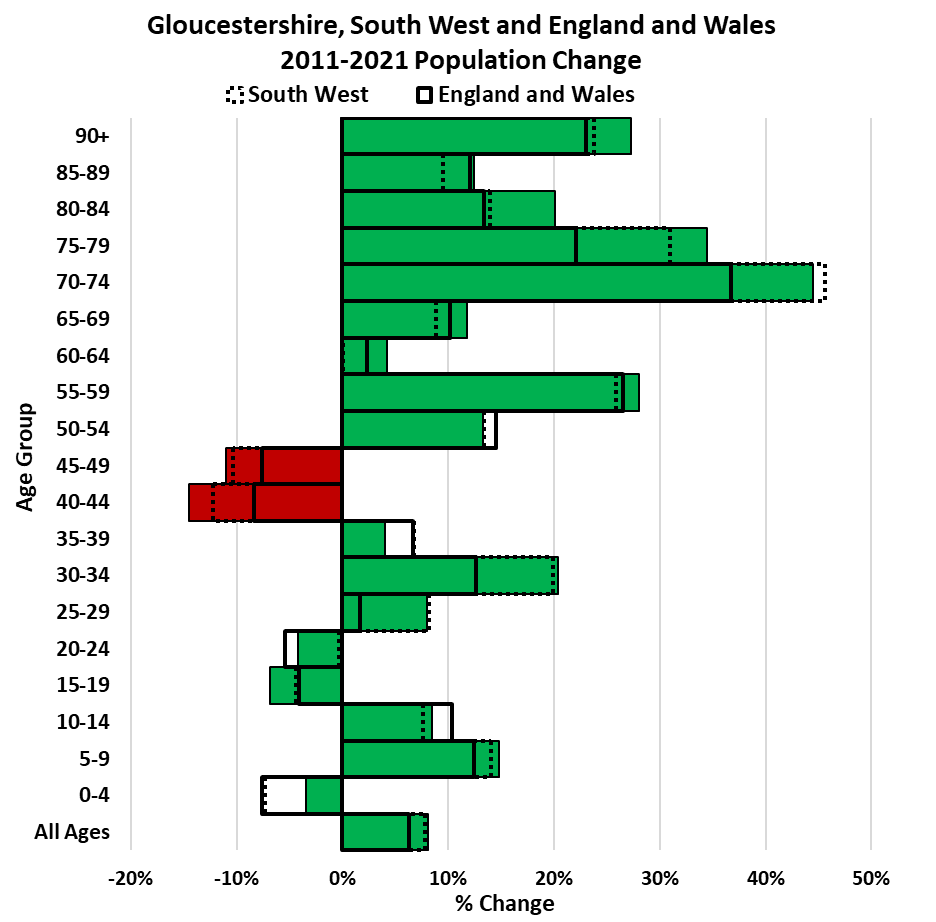 Gloucestershire, South West and England and Wales
2011-2021 Population Change
South West England and Wales
90+
85-89
80-84
75-79
70-74
65-69
60-64
55-59
50-54
45-49
40-44
35-39
30-34
25-29
20-24
15-19
10-14
5-9
0-4
All Ages
Age Group
-20% -10% 0% 10% 20% 30% 40% 50%
% Change